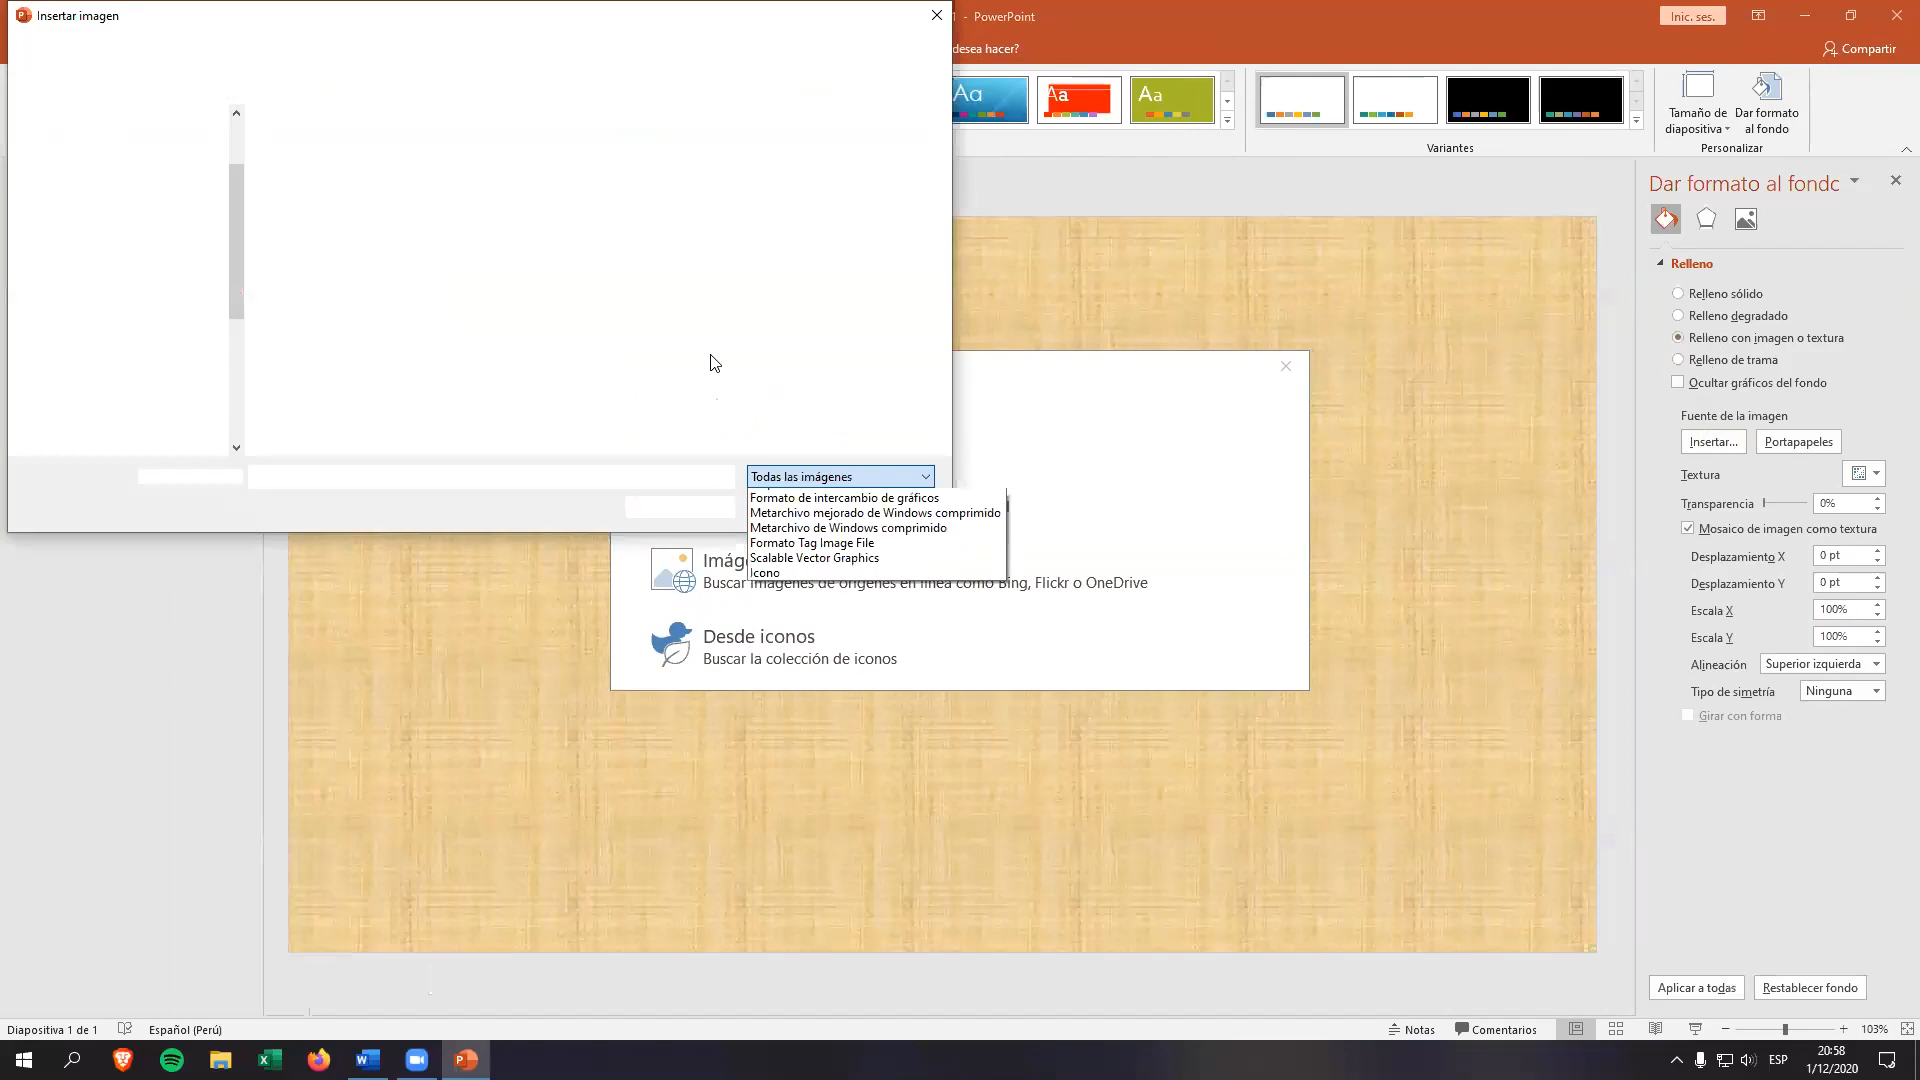 Insertar imagen
- PowerPoint
Inic. ses.
desea hacer?
Compartir
Aa
Aa
Aa
Tamaño de diapositiva
Dar formato al fondo
Variantes
Personalizar
Dar formato al fondo
Relleno
Relleno sólido
Relleno degradado
Relleno con imagen o textura
Relleno de trama
Ocultar gráficos del fondo
Fuente de la imagen
Insertar...
Portapapeles
Textura
Transparencia
0%
Mosaico de imagen como textura
Desplazamiento X
0 pt
Desplazamiento Y
0 pt
Escala X
100%
Escala Y
100%
Alineación
Superior izquierda
Tipo de simetría
Ninguna
Girar con forma
Aplicar a todas
Restablecer fondo
Todas las imágenes
Formato de intercambio de gráficos
Metarchivo mejorado de Windows comprimido
Metarchivo de Windows comprimido
Formato Tag Image File
Scalable Vector Graphics
Icono
Buscar imágenes de orígenes en línea como Bing, Flickr o OneDrive
Desde iconos
Buscar la colección de iconos
Diapositiva 1 de 1
Español (Perú)
Notas
Comentarios
103%
ESP
20:58
1/12/2020